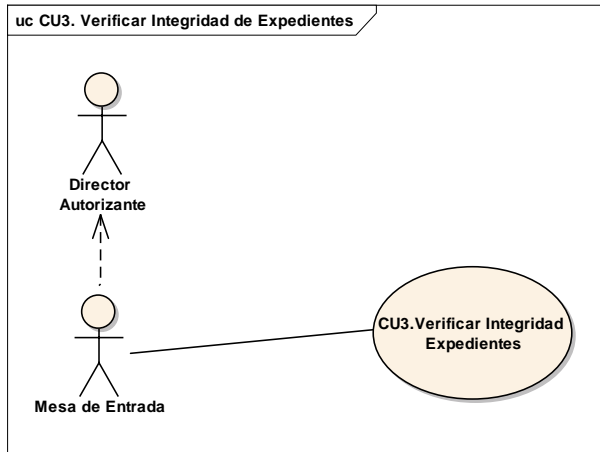 uc CU3. Verificar Integridad de Expedientes
Director
Autorizante
CU3.Verificar Integridad
Expedientes
Mesa de Entrada